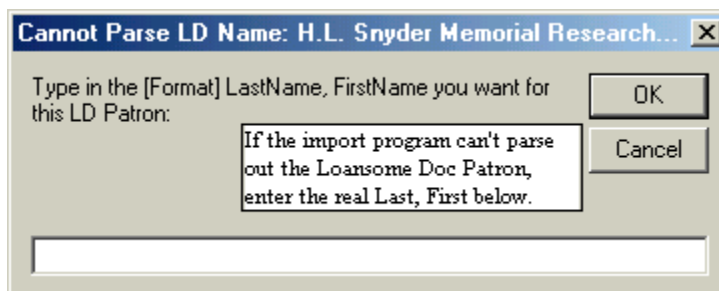 Cannot Parse LD Name: H.L. Snyder Memorial Research...
Type in the [Format] LastName, FirstName you want for
this LD Patron:
OK
If the import program can't parse
out the Loansome Doc Patron,
enter the real Last, First below.
Cancel